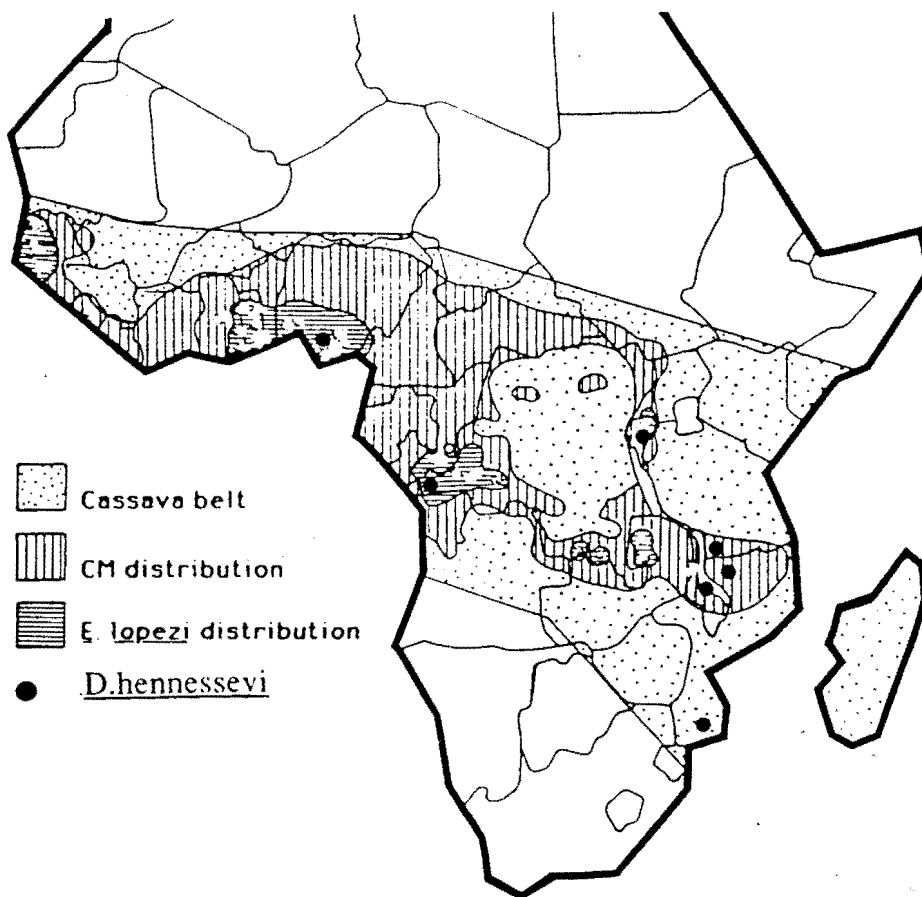 Cassava belt
CM distribution
E. lopezi distribution
D.hennessevi